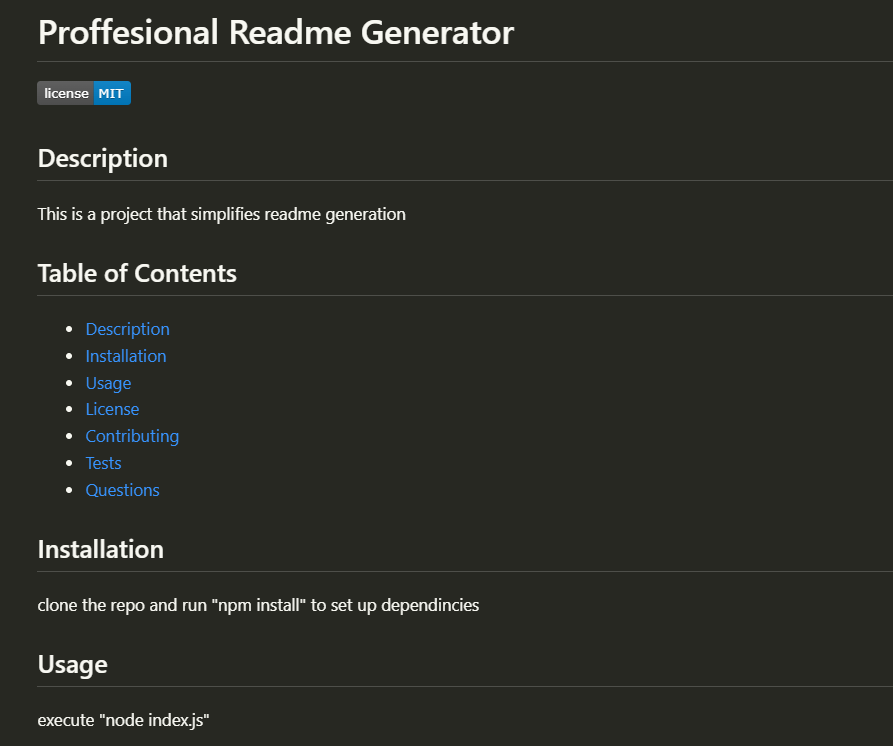 Proffesional Readme Generator
license MIT
Description
This is a project that simplifies readme generation
Table of Contents
Description
Installation
Usage
License
Contributing
Tests
Questions
Installation
clone the repo and run "npm install" to set up dependincies
Usage
execute "node index.js"